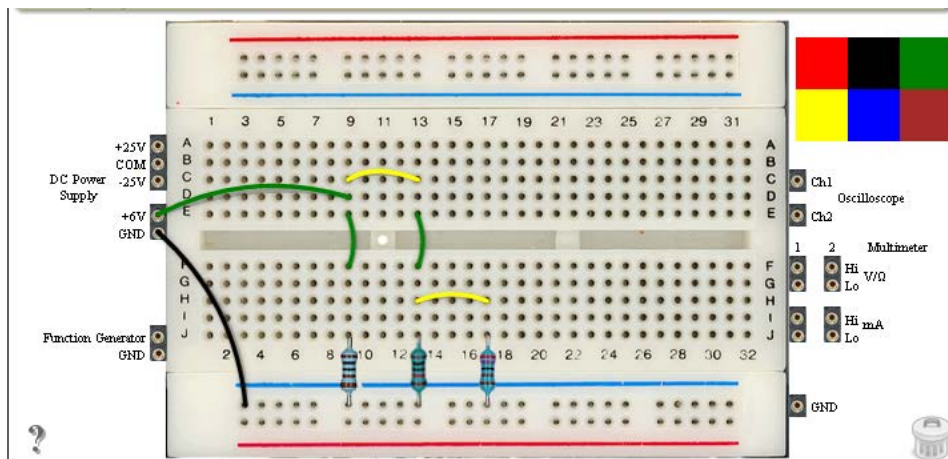 1 3 5 7 9 11 13 15 17 19 21 23 25 27 29 31
+25V
COM
DC Power
Supply
-25V
+6V
GND
A
B
C
D
E
A
B
C
D
E
Ch1
Oscilloscope
Ch2
1 2 Multimeter
F
G
H
I
J
F
G
H
I
J
Hi
V/Ω
Lo
Hi
mA
Lo
Function Generator
GND
2 4 6 8 10 12 14 16 18 20 22 24 26 28 30 32
GND
?